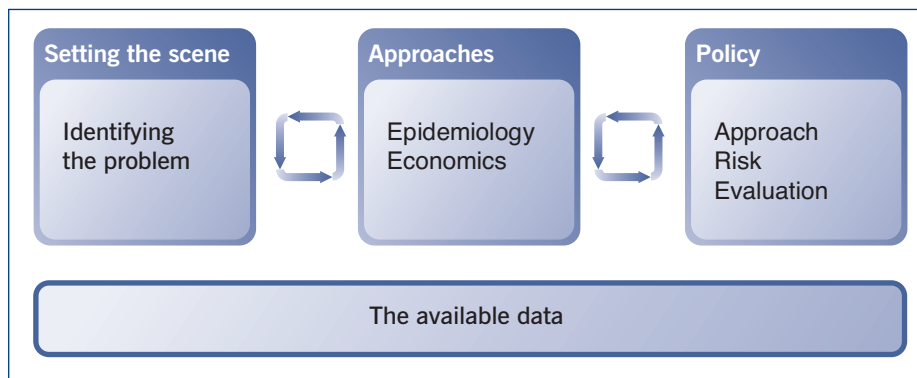 Setting the scene
Identifying
the problem
Approaches
Epidemiology
Economics
Policy
Approach
Risk
Evaluation
The available data